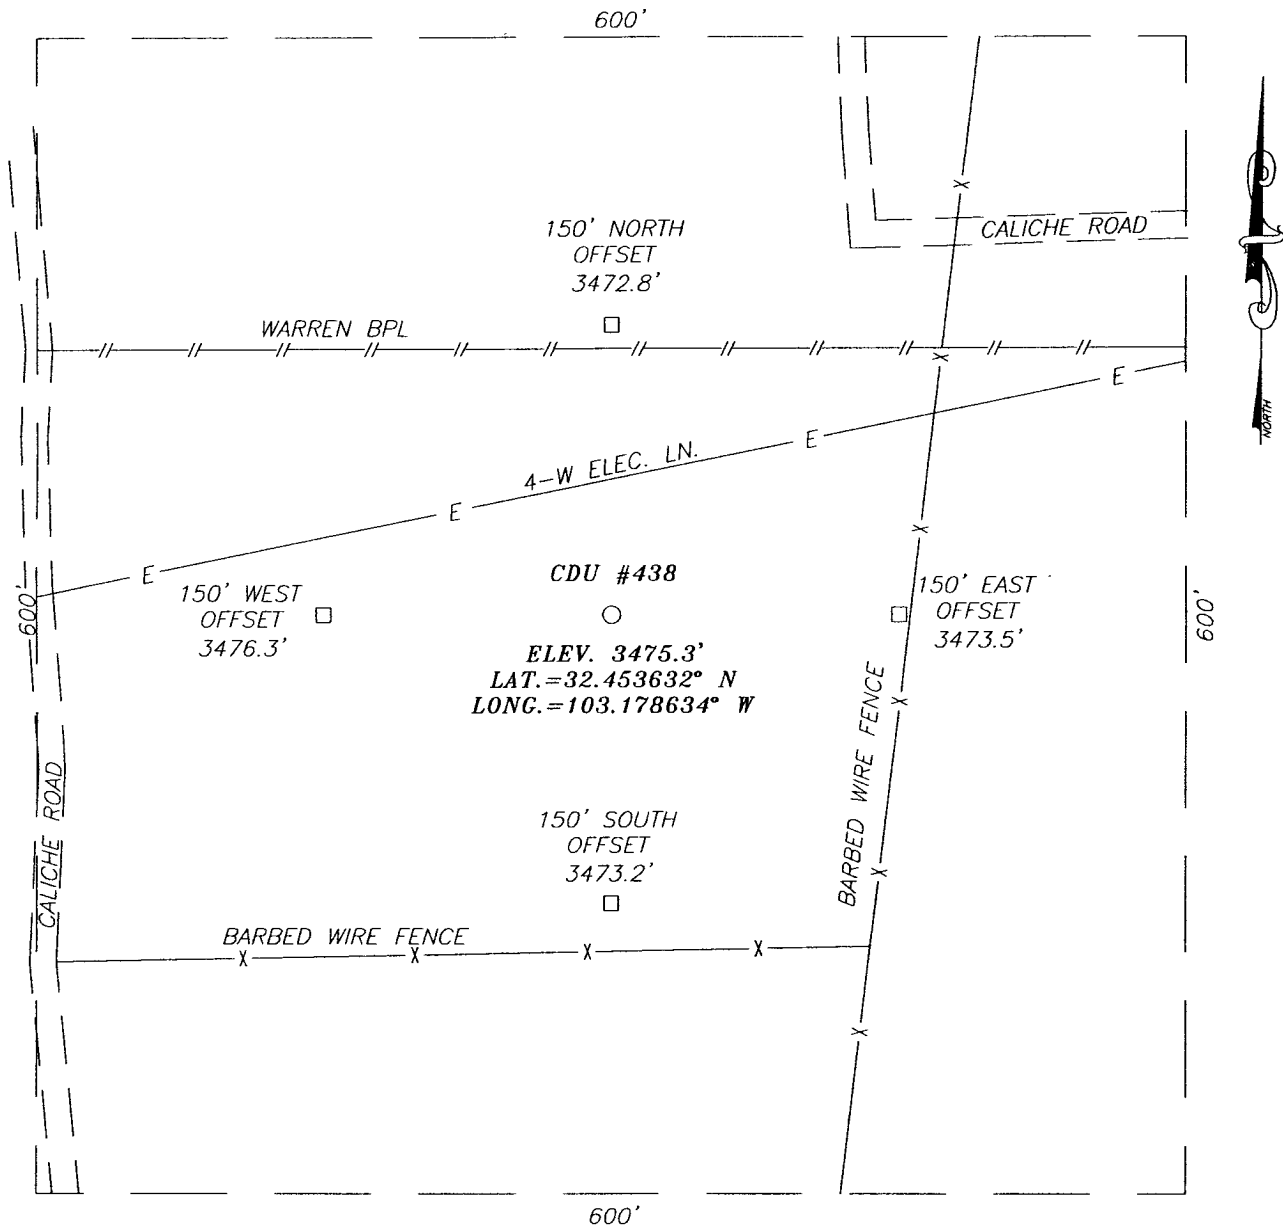 600'
CALICHE ROAD
150' NORTH
OFFSET
3472.8'
WARREN BPL
NORTH
E
E
4-W ELEC. LN.
E
E
CDU #438
150' WEST
OFFSET
3476.3'
600'
150' EAST
OFFSET
3473.5'
600'
ELEV. 3475.3'
LAT.=32.453632° N
LONG.=103.178634° W
BARBED WIRE FENCE
CALICHE ROAD
150' SOUTH
OFFSET
3473.2'
BARBED WIRE FENCE
600'